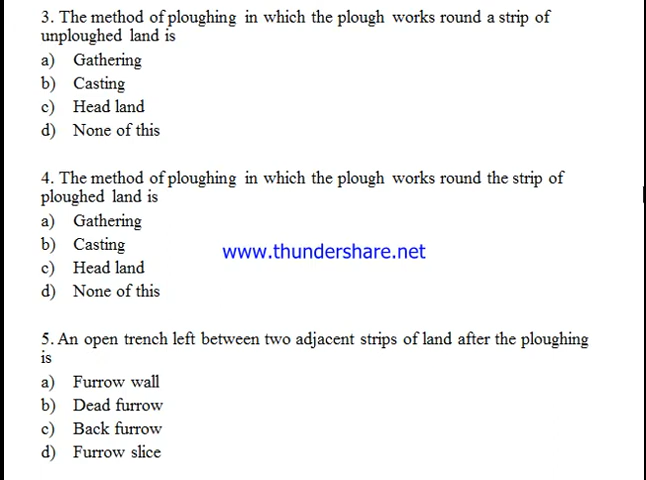 3. The method of ploughing in which the plough works round a strip of
unploughed land is
a) Gathering
b) Casting
c) Head land
d) None of this
4. The method of ploughing in which the plough works round the strip of
ploughed land is
a) Gathering
b) Casting
www.thundershare.net
c) Head land
d) None of this
5. An open trench left between two adjacent strips of land after the ploughing
is
a) Furrow wall
b) Dead furrow
c) Back furrow
d) Furrow slice